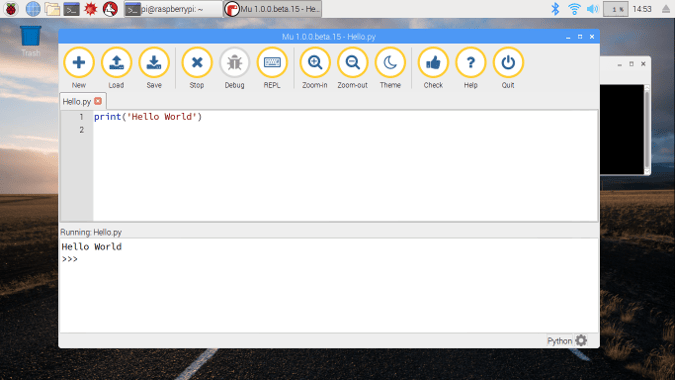 pi@raspberrypi: ~
Mu 1.0.0.beta.15 - He...
1 %
14:53
Trash
Mu 1.0.0.beta.15 - Hello.py
New Load Save Stop Debug REPL Zoom-in Zoom-out Theme Check Help Quit
Hello.py
1 print('Hello World')
2
Running: Hello.py
Hello World
>>>
Python